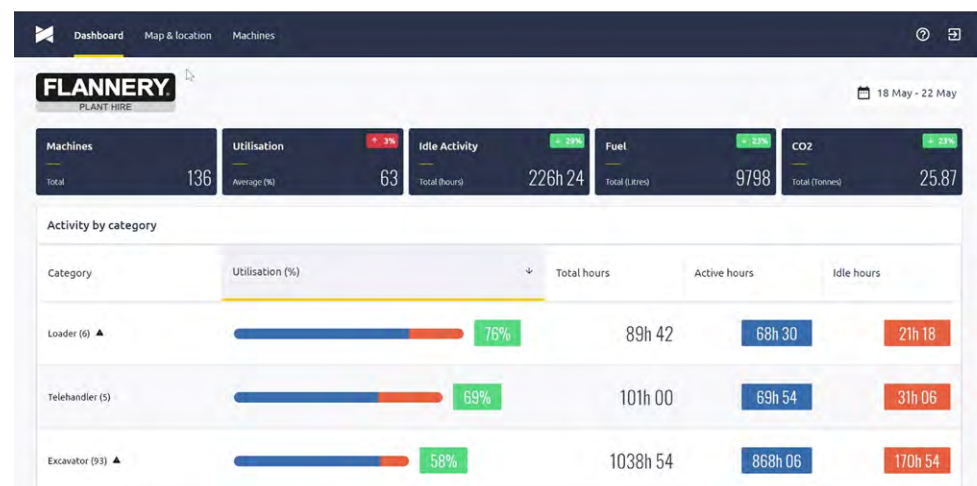 Dashboard Map & location Machines
FLANNERY
PLANT HIRE
18 May - 22 May
Machines
Total 136
Utilisation ↑ 3%
Average (%) 63
Idle Activity ↓ 29%
Total (hours) 226h 24
Fuel ↓ 23%
Total (Litres) 9798
CO2 ↓ 23%
Total (Tonnes) 25.87
Activity by category
Category Utilisation (%) ↓ Total hours Active hours Idle hours
Loader (6) ▲ 76% 89h 42 68h 30 21h 18
Telehandler (5) 69% 101h 00 69h 54 31h 06
Excavator (93) ▲ 58% 1038h 54 868h 06 170h 54